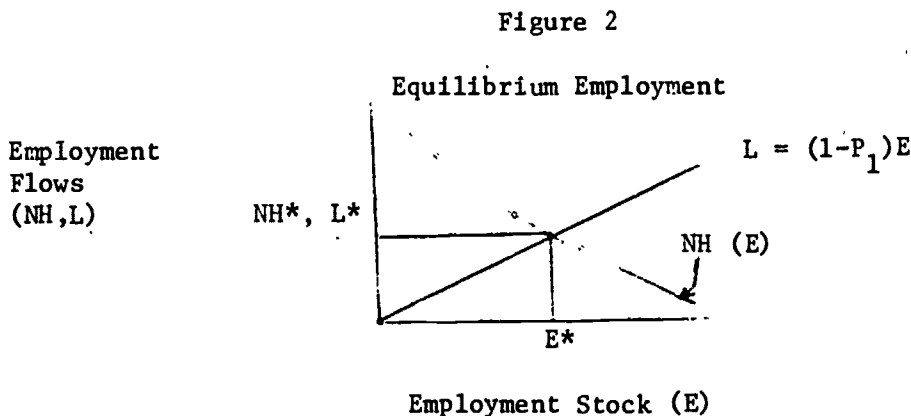 Figure 2
Equilibrium Employment
Employment
Flows
(NH,L)
L = (1-P₁)E
NH*, L*
NH (E)
E*
Employment Stock (E)